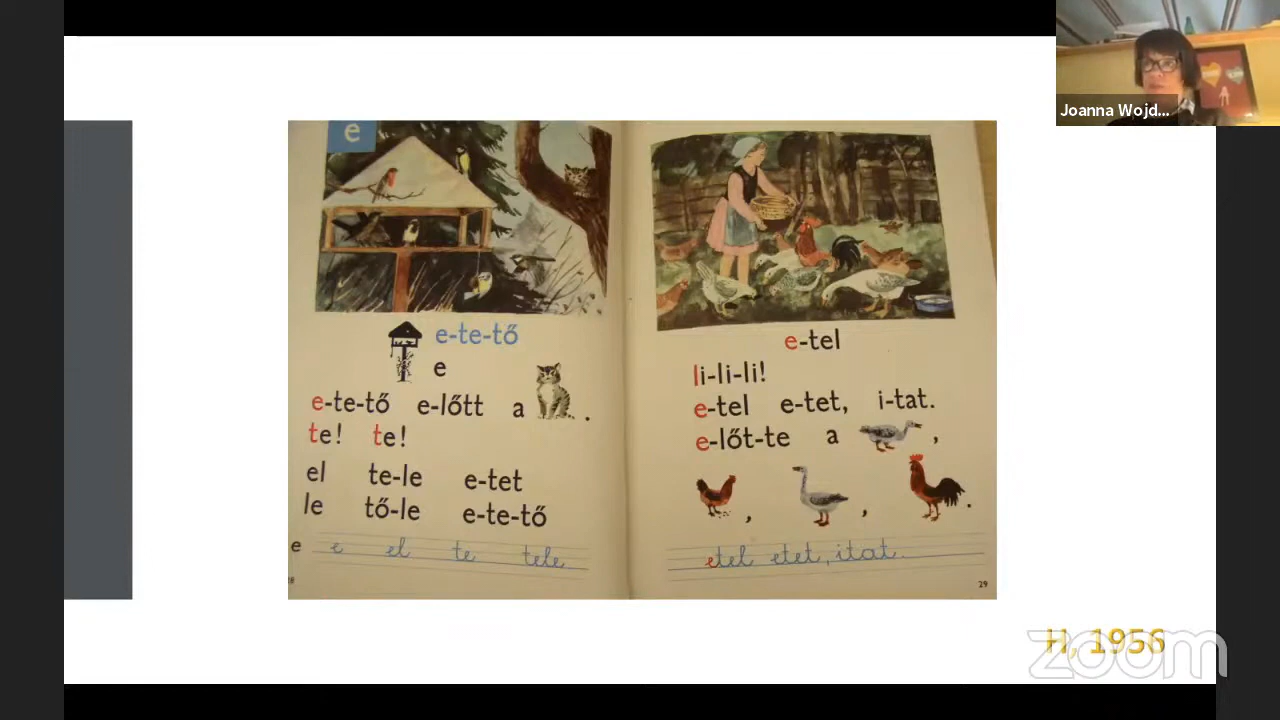 Joanna Wojd...
e
e-te-tő
e
e-te-tő e-lőtt a .
te! te!
el te-le e-tet
le tő-le e-te-tő
e e el te tele
e-tel
li-li-li!
e-tel e-tet, i-tat.
e-lőt-te a ,
, , .
etel etet, itat.
29
H, 1956
zoom